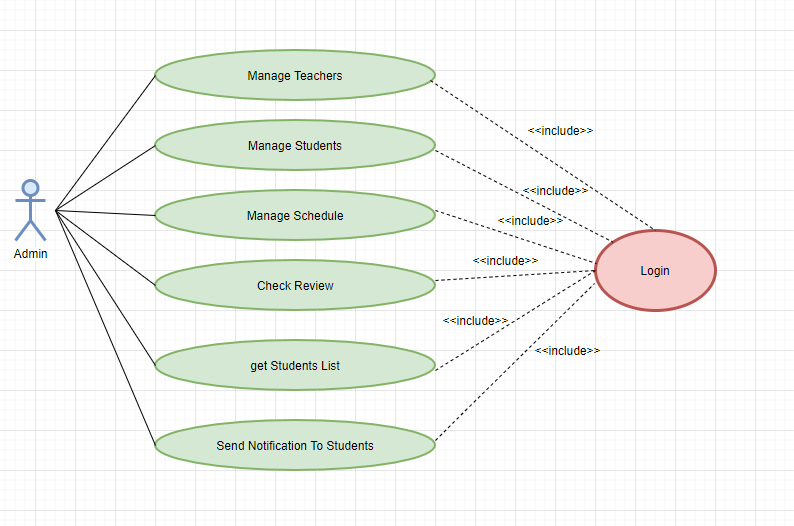 Manage Teachers
<<include>>
Manage Students
<<include>>
Manage Schedule
<<include>>
Admin
Check Review
<<include>>
Login
<<include>>
get Students List
<<include>>
Send Notification To Students